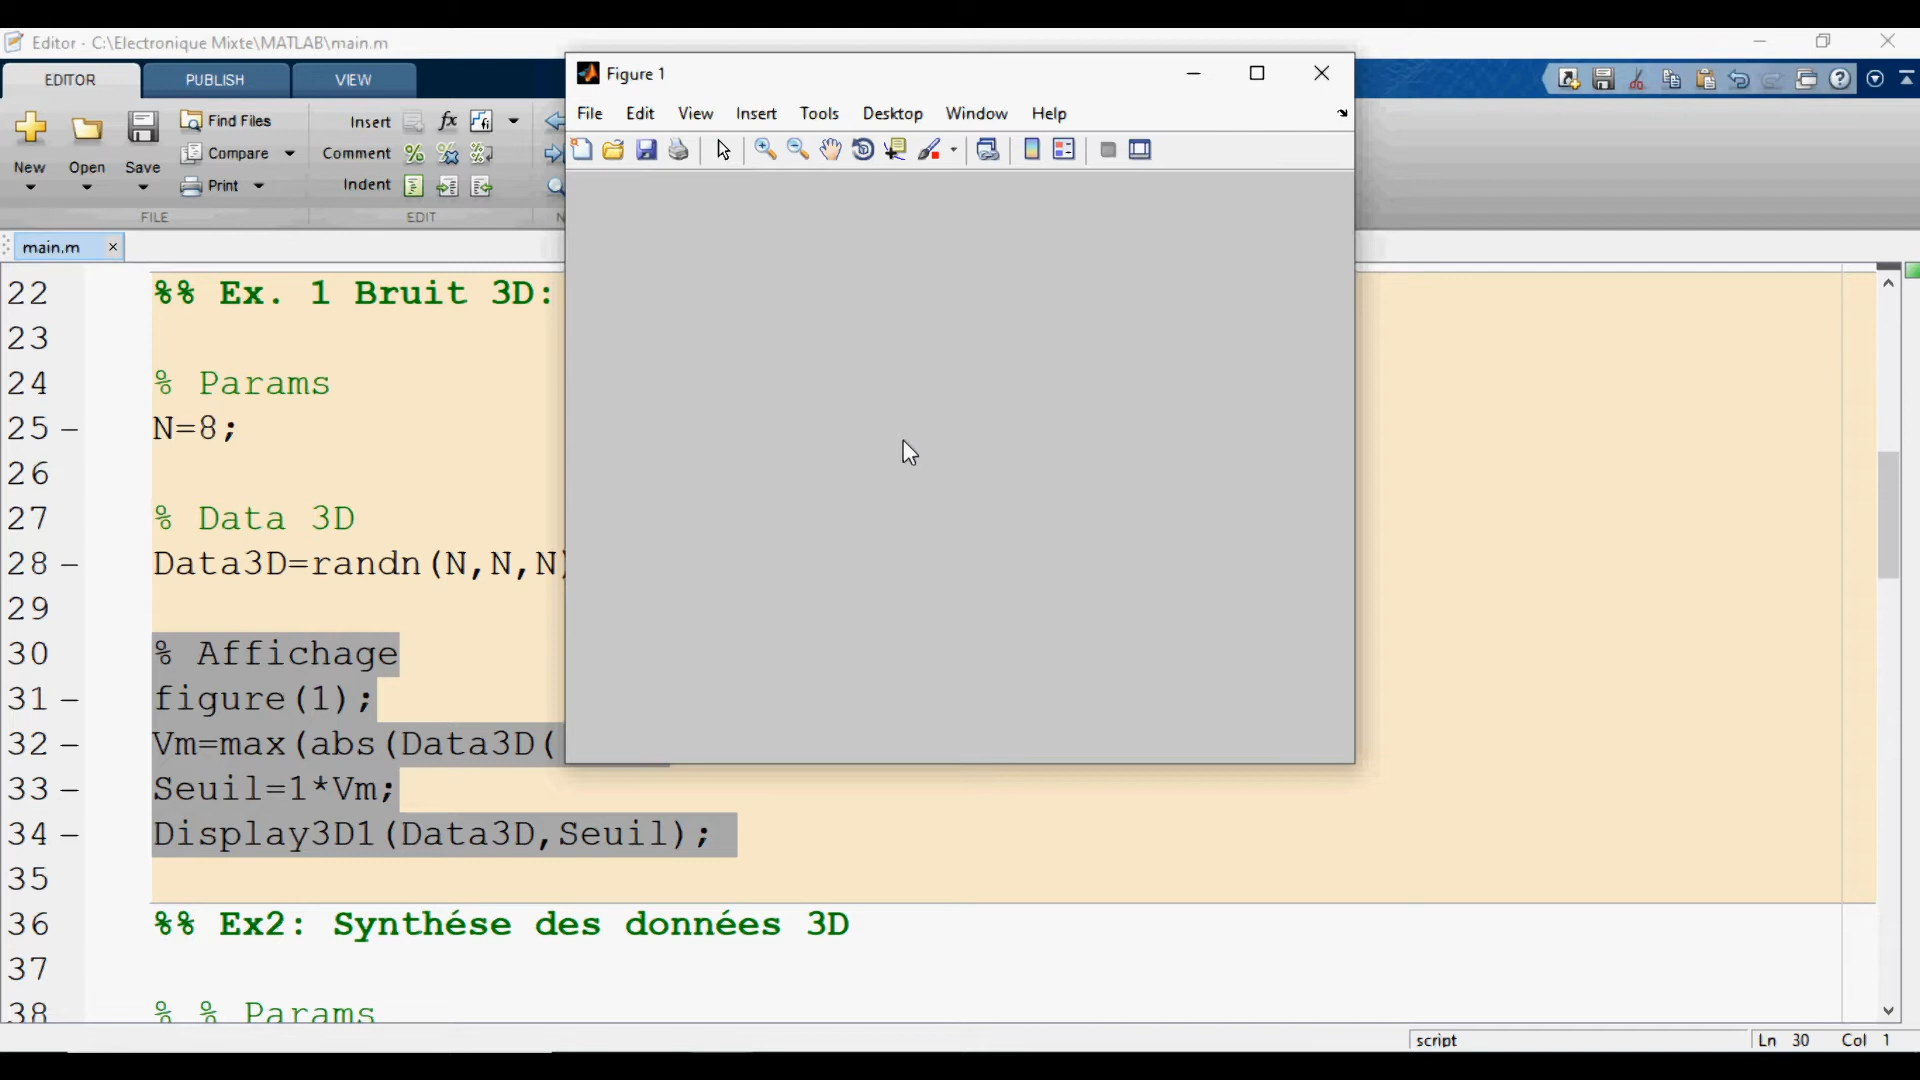 Editor - C:\Electronique Mixte\MATLAB\main.m
EDITOR
PUBLISH
VIEW
New
Open
Save
Find Files
Compare
Print
FILE
Insert
fx
Comment
Indent
EDIT
N
main.m
Figure 1
File Edit View Insert Tools Desktop Window Help
22 %% Ex. 1 Bruit 3D:
23
24 % Params
25 – N=8;
26
27 % Data 3D
28 – Data3D=randn(N,N,N)
29
30 % Affichage
31 – figure(1);
32 – Vm=max(abs(Data3D(
33 – Seuil=1*Vm;
34 – Display3D1(Data3D,Seuil);
35
36 %% Ex2: Synthése des données 3D
37
38 % % Params
script
Ln 30 Col 1